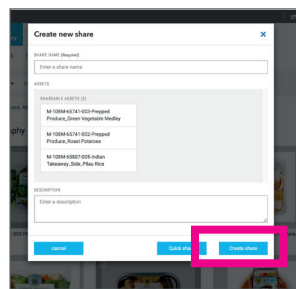 Create new share
×
SHARE NAME (Required)
Enter a share name
ASSETS
SHAREABLE ASSETS (3)
M-108M-65741-003-Prepped
Produce_Green Vegetable Medley
M-108M-65741-002-Prepped
Produce_Roast Potatoes
M-108M-65807-005-Indian
Takeaway_Side_Pilau Rice
DESCRIPTION
Enter a description
cancel
Quick share
Create share